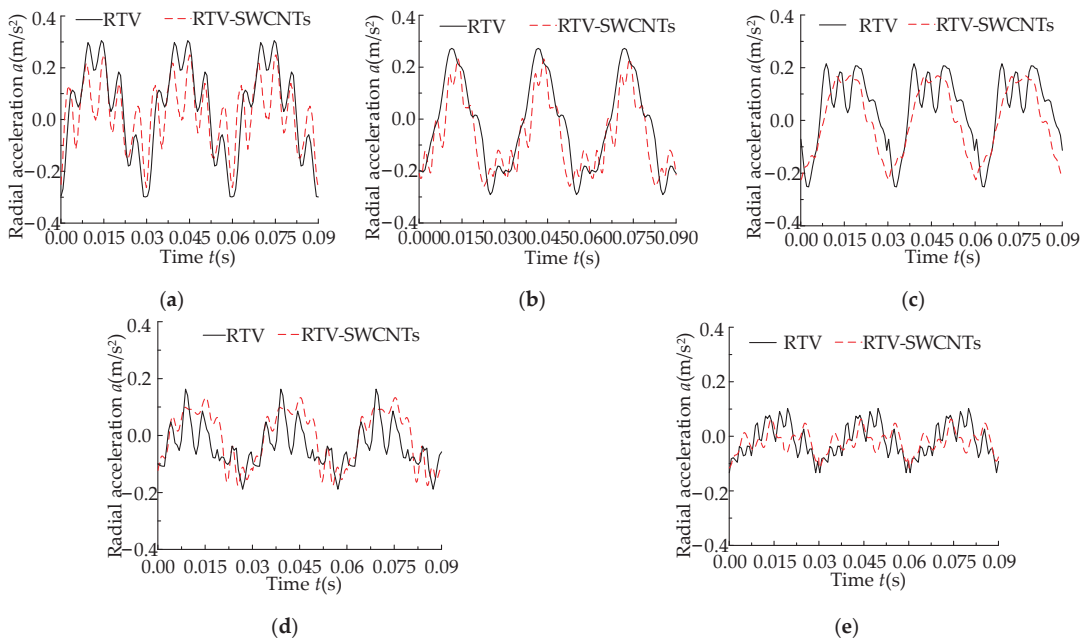 RTV RTV-SWCNTs
Radial acceleration a(m/s²)
0.4
0.2
0.0
−0.2
−0.4
0.00 0.015 0.03 0.045 0.06 0.075 0.09
Time t(s)
(a)
RTV RTV-SWCNTs
Radial acceleration a(m/s²)
0.4
0.2
0.0
−0.2
−0.4
0.000.0150.030.0450.060.0750.090
Time t(s)
(b)
RTV RTV-SWCNTs
Radial acceleration a(m/s²)
0.4
0.2
0.0
−0.2
−0.4
0.00 0.015 0.03 0.045 0.06 0.075 0.09
Time t(s)
(c)
RTV RTV-SWCNTs
Radial acceleration a(m/s²)
0.4
0.2
0.0
−0.2
−0.4
0.00 0.015 0.03 0.045 0.06 0.075 0.09
Time t(s)
(d)
RTV RTV-SWCNTs
Radial acceleration a(m/s²)
0.4
0.2
0.0
−0.2
−0.4
0.00 0.015 0.03 0.045 0.06 0.075 0.09
Time t(s)
(e)